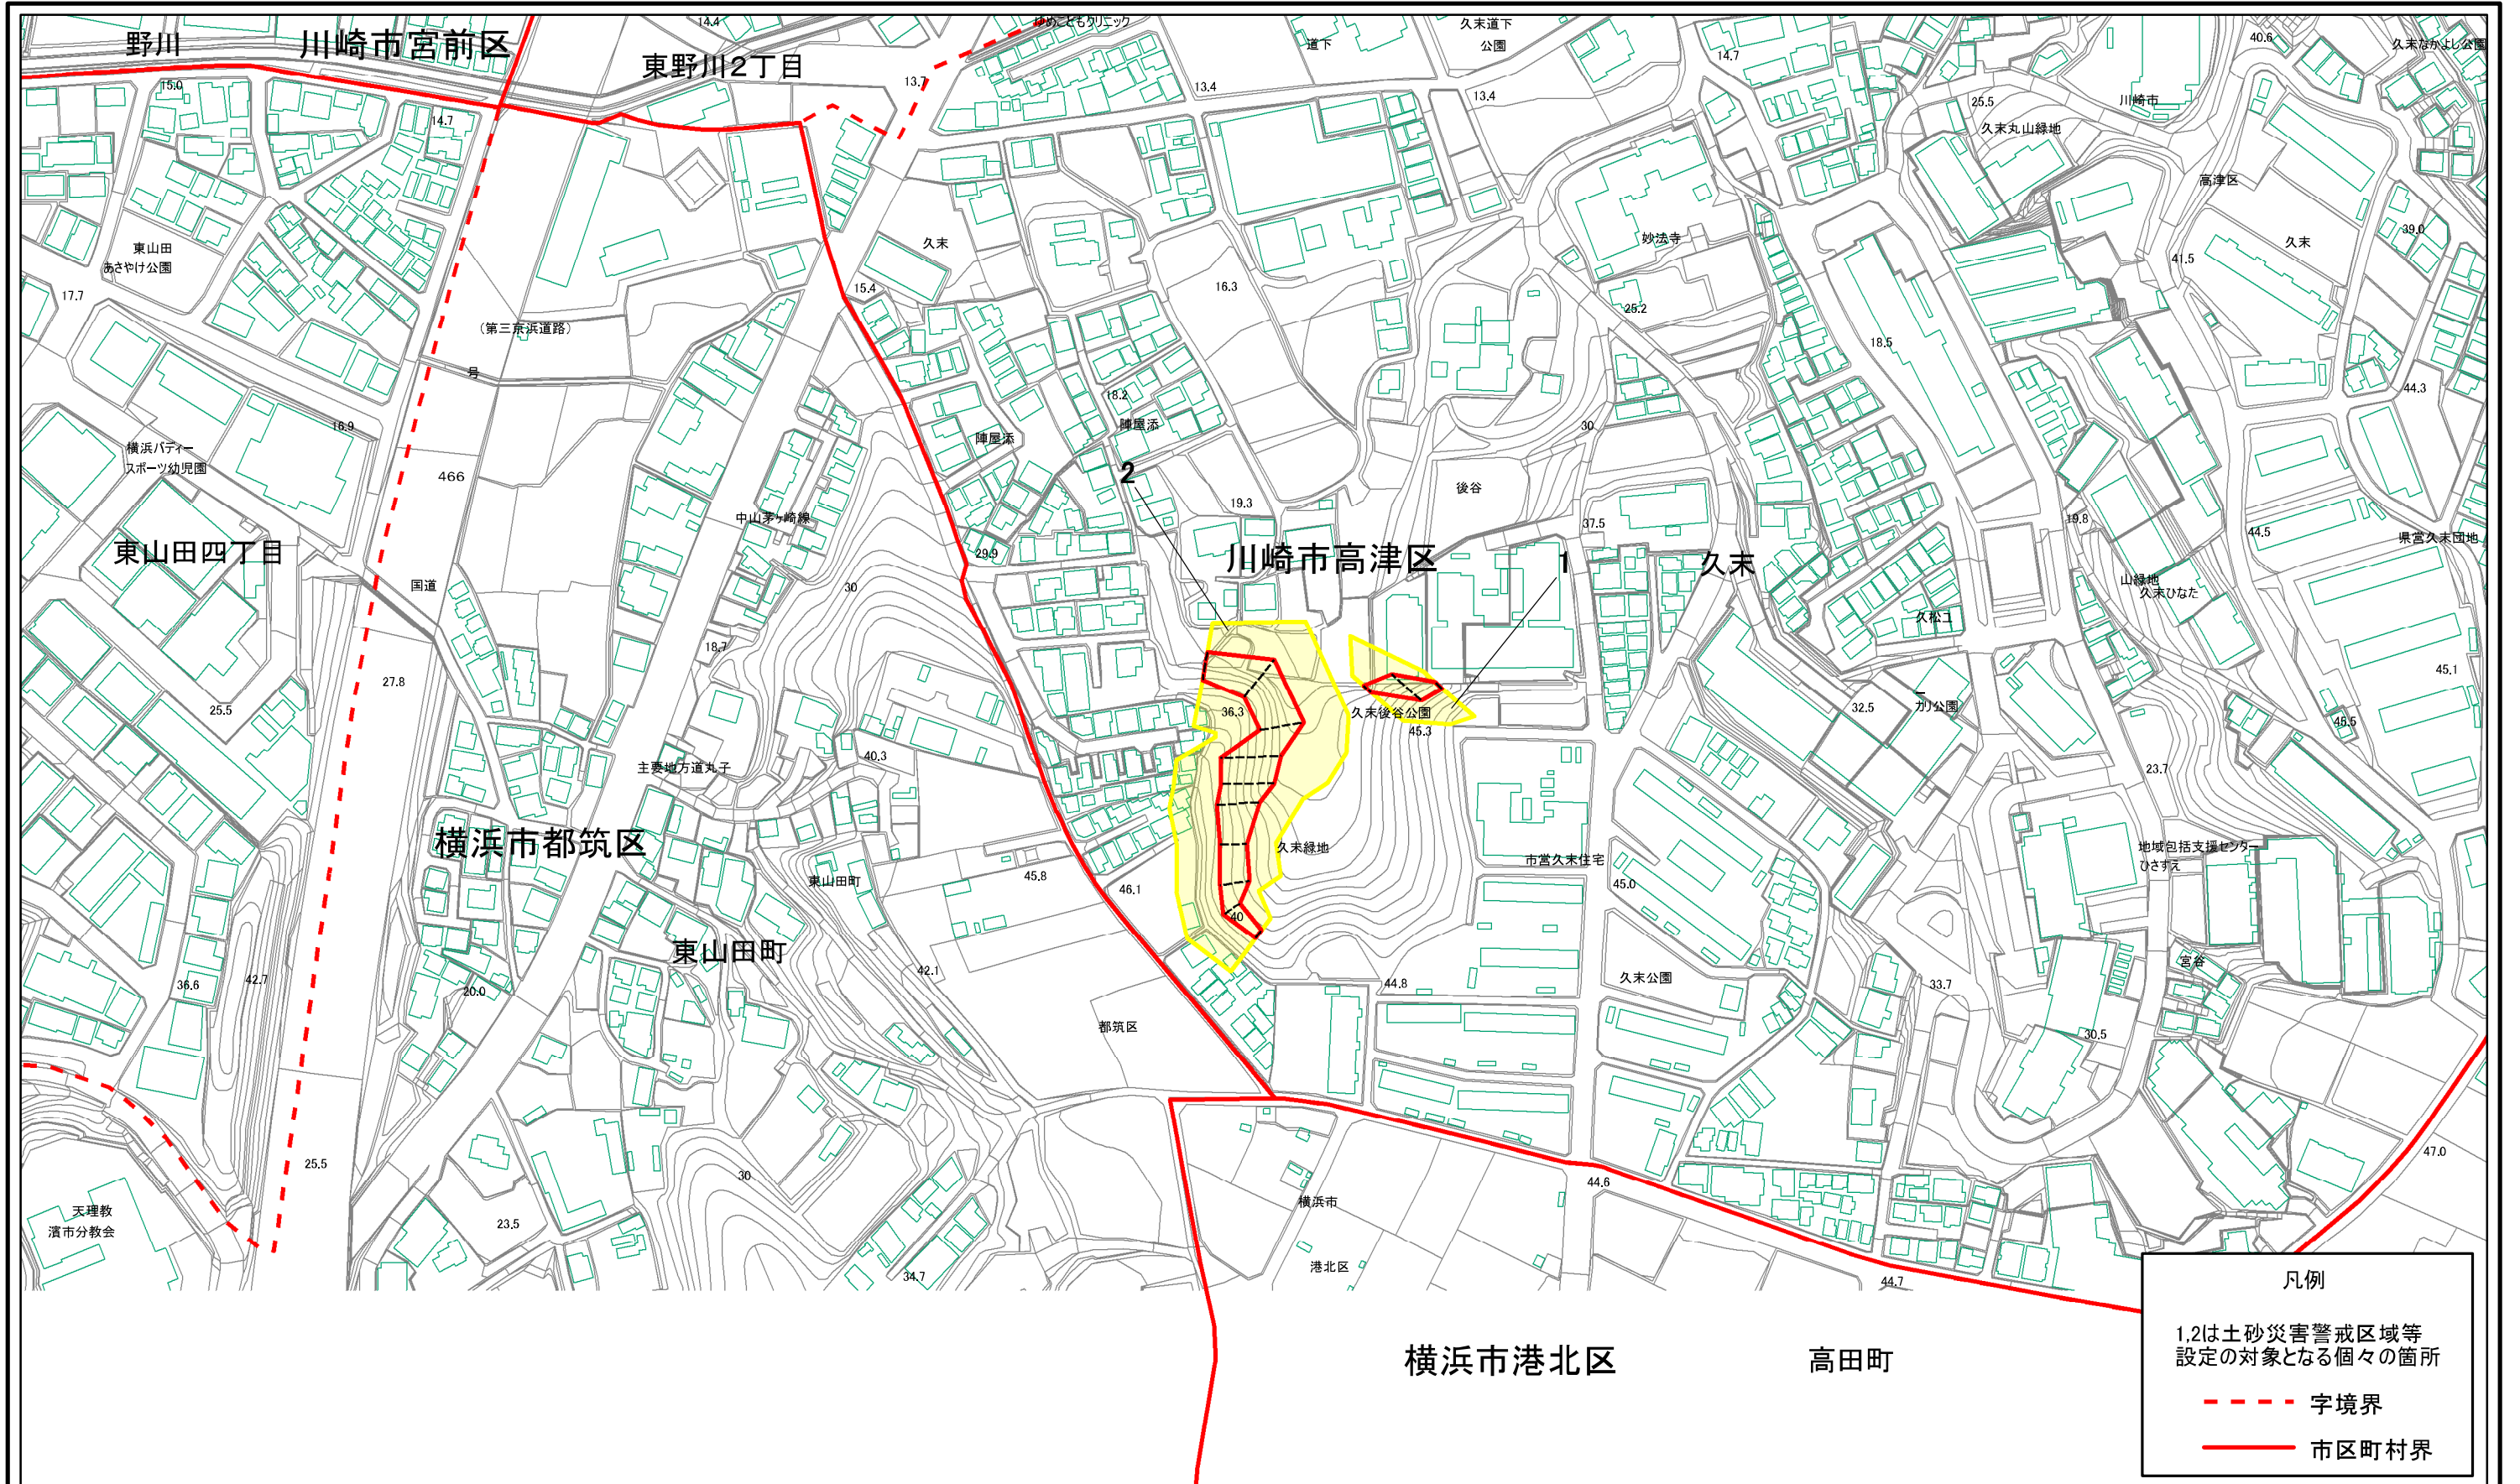 野川
川崎市宮前区
14.4
ゆめこどもクリニック
東野川2丁目
道下
久末道下
公園
14.7
40.6
久末なかよし公園
15.0
14.7
13.7
13.4
13.4
25.5
川崎市
久末丸山緑地
高津区
東山田
あさやけ公園
17.7
久末
15.4
16.3
妙法寺
25.2
18.5
41.5
久末
39.0
(第三京浜道路)
号
18.2
陣屋添
陣屋添
30
44.3
16.9
横浜バディー
スポーツ幼児園
466
2
19.3
後谷
37.5
中山茅ヶ崎線
19.8
44.5
県営久末団地
東山田四丁目
国道
30
29.9
川崎市高津区
1
久末
山緑地
久末ひなた
久松工
18.7
27.8
25.5
36.3
久末後谷公園
45.3
32.5
カリ公園
45.1
45.5
主要地方道丸子
40.3
23.7
横浜市都筑区
久末緑地
市営久末住宅
地域包括支援センター
ひさすえ
東山田町
45.8
46.1
45.0
40
東山田町
42.1
36.6
42.7
20.0
44.8
久末公園
宮谷
33.7
都筑区
30.5
25.5
30
47.0
天理教
濱市分教会
23.5
横浜市
44.6
港北区
34.7
44.7
横浜市港北区
高田町
凡例
1,2は土砂災害警戒区域等
設定の対象となる個々の箇所
字境界
市区町村界